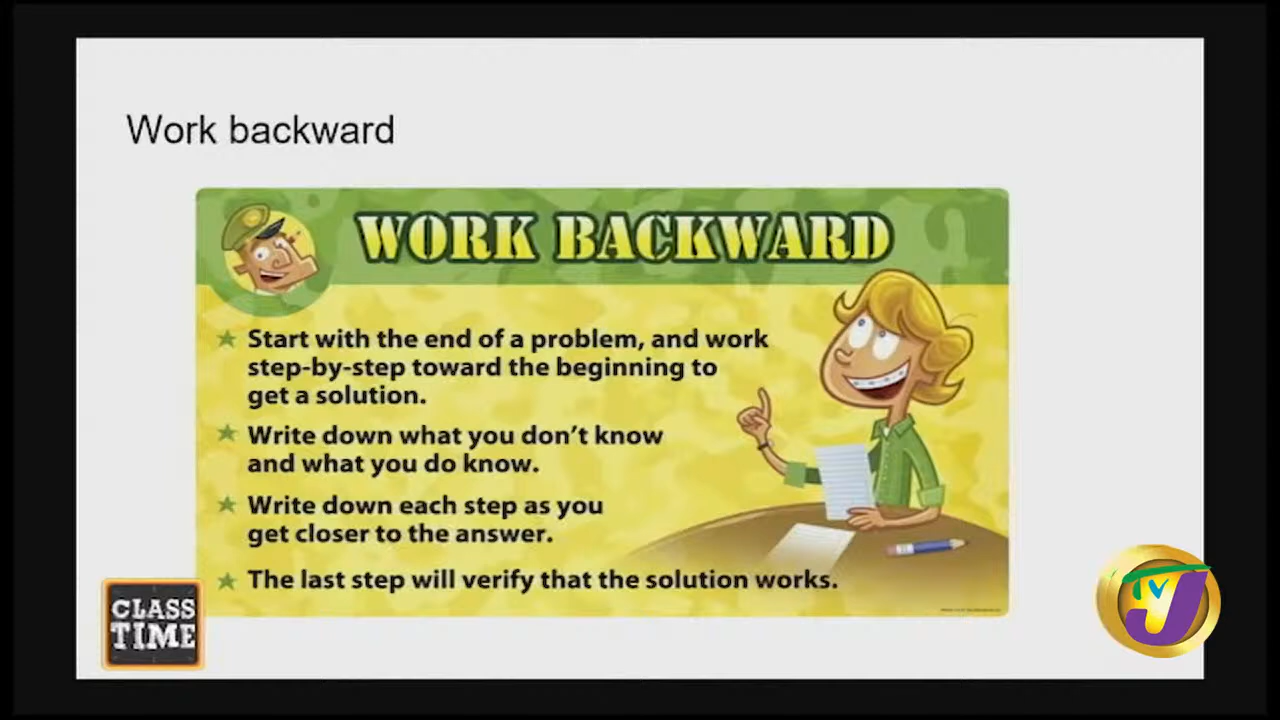 Work backward
WORK BACKWARD
Start with the end of a problem, and work
step-by-step toward the beginning to
get a solution.
Write down what you don't know
and what you do know.
Write down each step as you
get closer to the answer.
The last step will verify that the solution works.
CLASS
TIME
TVJ